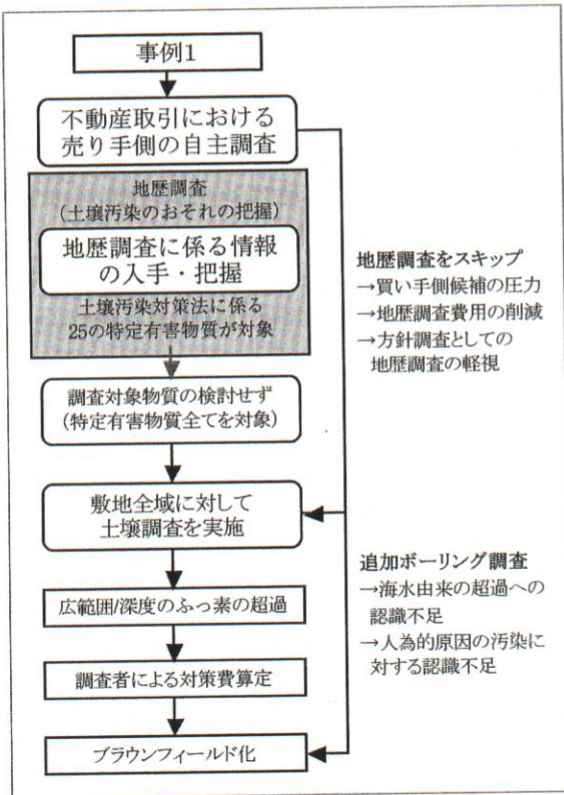 事例1
不動産取引における
売り手側の自主調査
地歴調査
(土壌汚染のおそれの把握)
地歴調査に係る情報
の入手・把握
土壌汚染対策法に係る
25の特定有害物質が対象
調査対象物質の検討せず
(特定有害物質全てを対象)
敷地全域に対して
土壌調査を実施
広範囲/深度のふっ素の超過
調査者による対策費算定
ブラウンフィールド化
地歴調査をスキップ
→買い手側候補の圧力
→地歴調査費用の削減
→方針調査としての
地歴調査の軽視
追加ボーリング調査
→海水由来の超過への
認識不足
→人為的原因の汚染に
対する認識不足